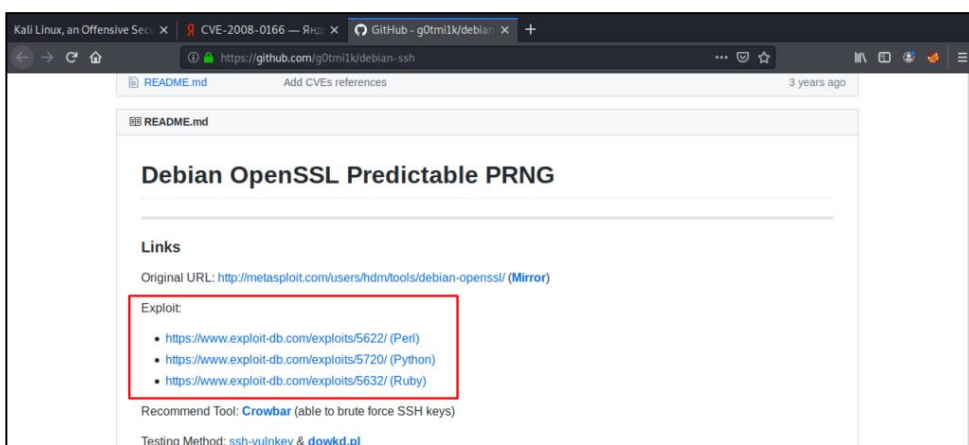 Kali Linux, an Offensive Secu
CVE-2008-0166 — Янд
GitHub - g0tmi1k/debian
https://github.com/g0tmi1k/debian-ssh
README.md Add CVEs references 3 years ago
README.md
Debian OpenSSL Predictable PRNG
Links
Original URL: http://metasploit.com/users/hdm/tools/debian-openssl/ (Mirror)
Exploit:
• https://www.exploit-db.com/exploits/5622/ (Perl)
• https://www.exploit-db.com/exploits/5720/ (Python)
• https://www.exploit-db.com/exploits/5632/ (Ruby)
Recommend Tool: Crowbar (able to brute force SSH keys)
Testing Method: ssh-vulnkey & dowkd.pl